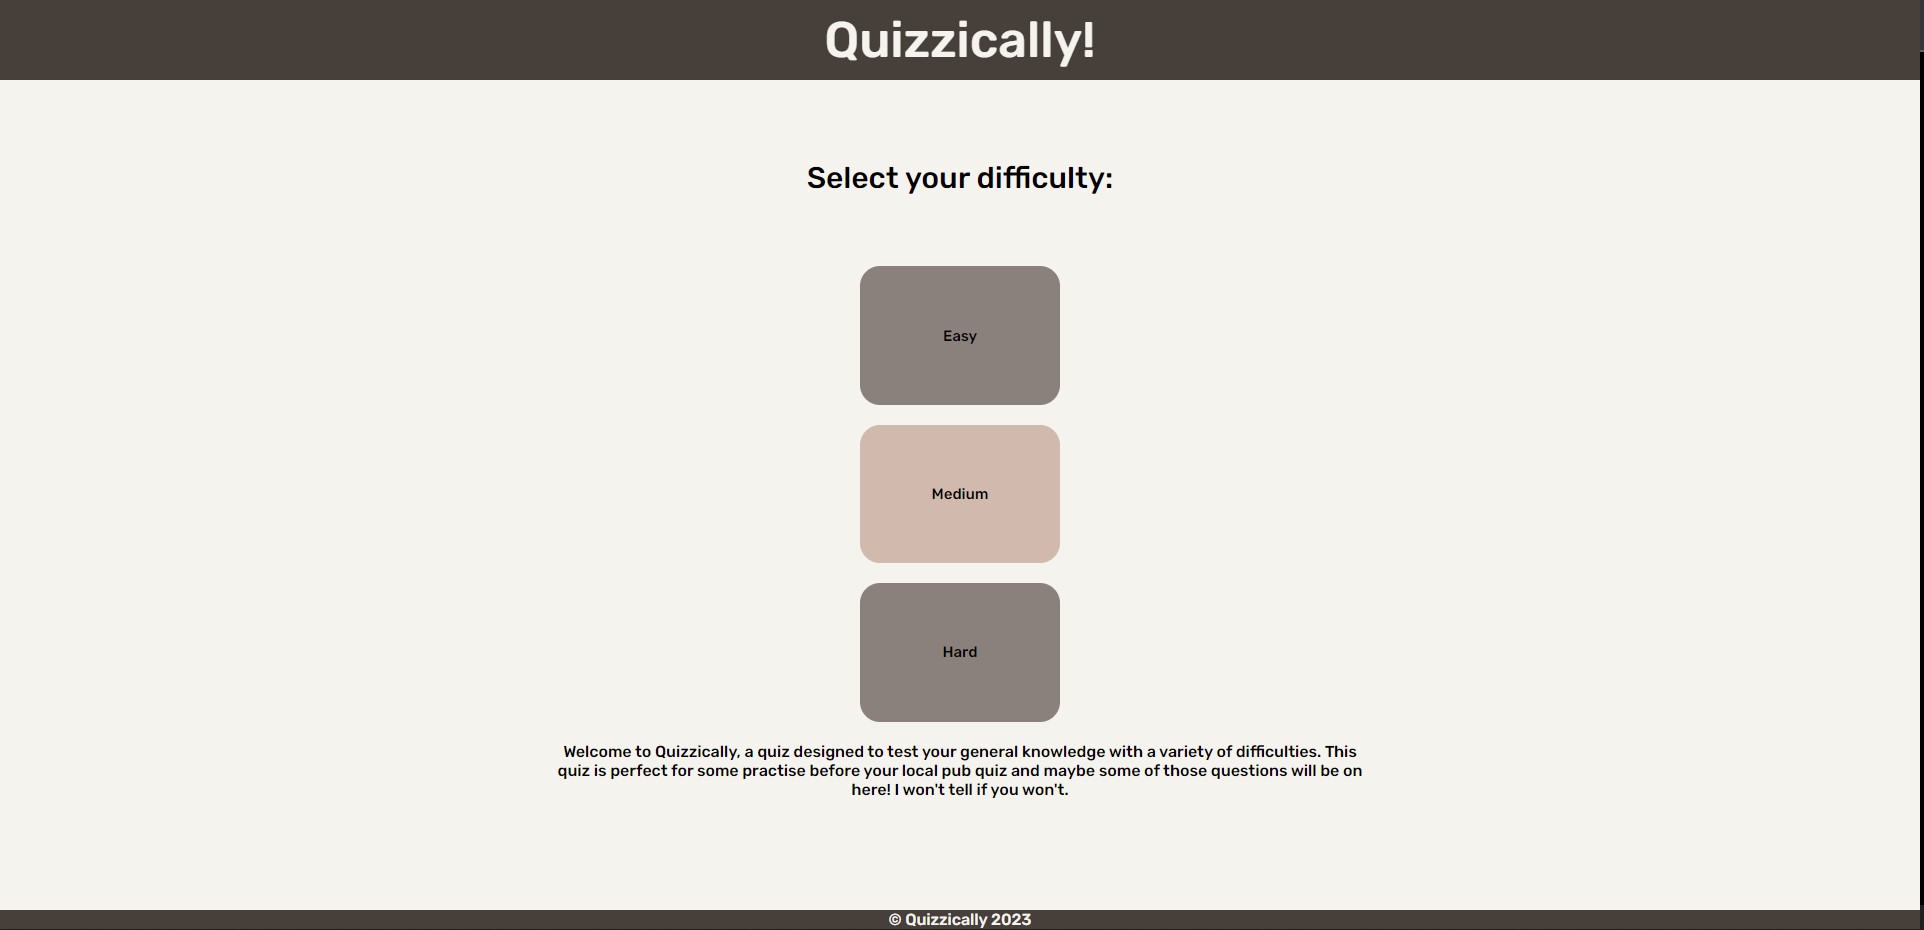 Quizzically!
Select your difficulty:
Easy
Medium
Hard
Welcome to Quizzically, a quiz designed to test your general knowledge with a variety of difficulties. This
quiz is perfect for some practise before your local pub quiz and maybe some of those questions will be on
here! I won't tell if you won't.
© Quizzically 2023